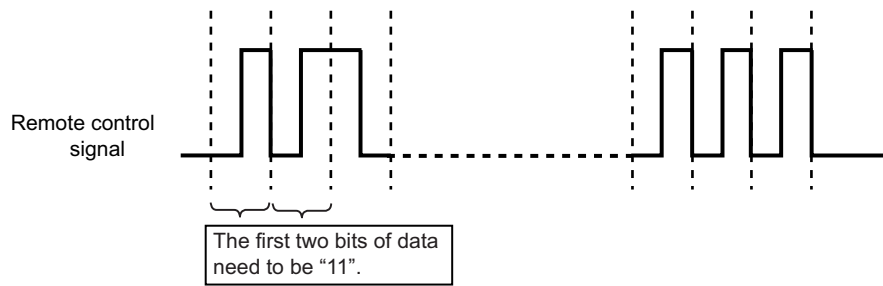 Remote control
signal
The first two bits of data
need to be “11”.